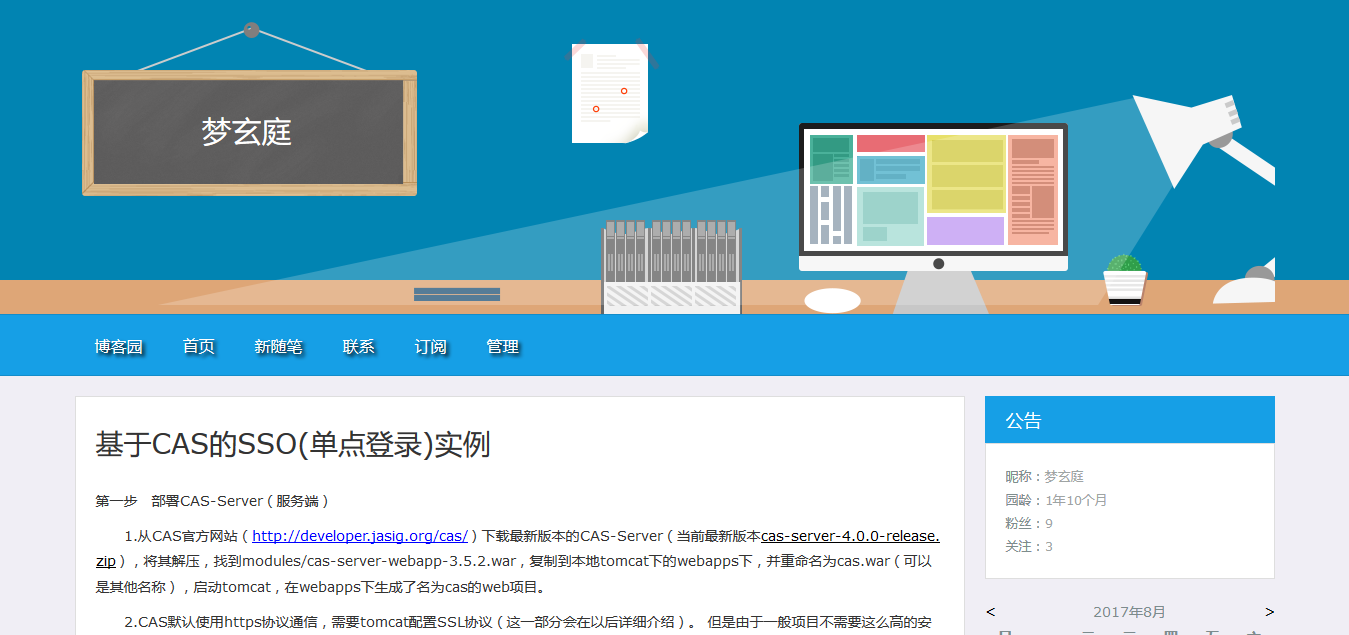 梦玄庭
博客园 首页 新随笔 联系 订阅 管理
基于CAS的SSO(单点登录)实例
第一步 部署CAS-Server ( 服务端 )
1.从CAS官方网站 ( http://developer.jasig.org/cas/ ) 下载最新版本的CAS-Server ( 当前最新版本cas-server-4.0.0-release.
zip ) ，将其解压，找到modules/cas-server-webapp-3.5.2.war，复制到本地tomcat下的webapps下，并重命名为cas.war ( 可以
是其他名称 ) ，启动tomcat，在webapps下生成了名为cas的web项目。
2.CAS默认使用https协议通信，需要tomcat配置SSL协议 ( 这一部分会在以后详细介绍 ) 。 但是由于一般项目不需要这么高的安
公告
昵称：梦玄庭
园龄：1年10个月
粉丝：9
关注：3
< 2017年8月 >